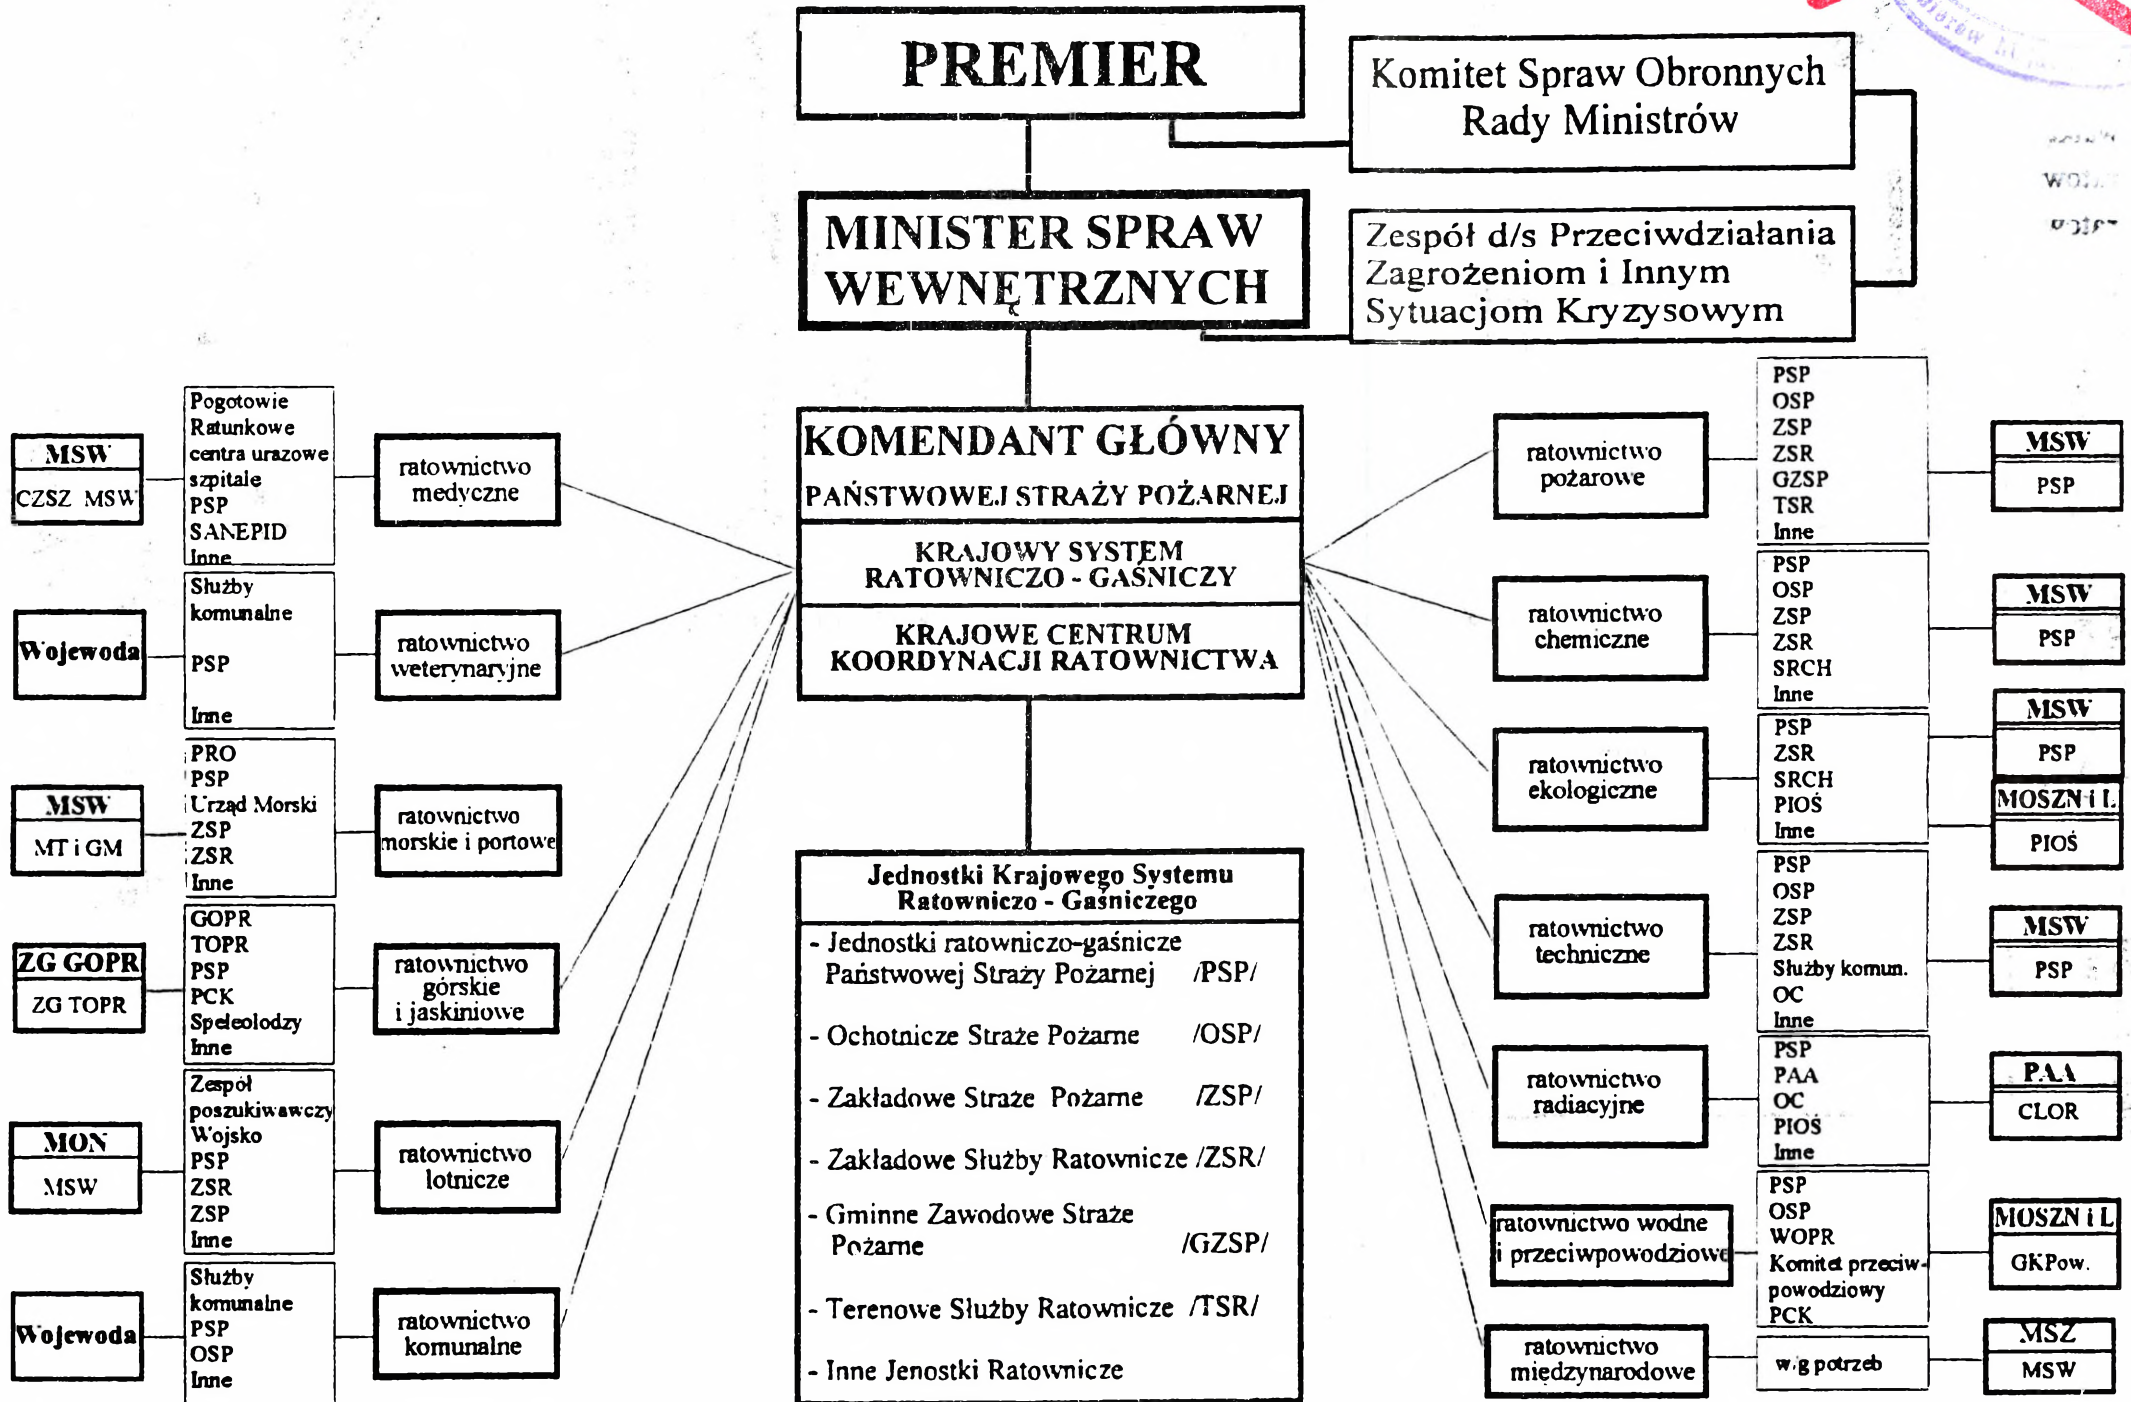 PREMIER
Komitet Spraw Obronnych
Rady Ministrów
MINISTER SPRAW
WEWNĘTRZNYCH
Zespół d/s Przeciwdziałania
Zagrożeniom i Innym
Sytuacjom Kryzysowym
KOMENDANT GŁÓWNY
PAŃSTWOWEJ STRAŻY POŻARNEJ
KRAJOWY SYSTEM
RATOWNICZO - GAŚNICZY
KRAJOWE CENTRUM
KOORDYNACJI RATOWNICTWA
Jednostki Krajowego Systemu
Ratowniczo - Gaśniczego
- Jednostki ratowniczo-gaśnicze
Państwowej Straży Pożarnej /PSP/
- Ochotnicze Straże Pożarne /OSP/
- Zakładowe Straże Pożarne /ZSP/
- Zakładowe Służby Ratownicze /ZSR/
- Gminne Zawodowe Straże
Pożarne /GZSP/
- Terenowe Służby Ratownicze /TSR/
- Inne Jenostki Ratownicze
MSW
CZSZ MSW
Pogotowie
Ratunkowe
centra urazowe
szpitale
PSP
SANEPID
Inne
ratownictwo
medyczne
Wojewoda
Służby
komunalne
PSP
Inne
ratownictwo
weterynaryjne
MSW
MT i GM
PRO
PSP
Urząd Morski
ZSP
ZSR
Inne
ratownictwo
morskie i portowe
ZG GOPR
ZG TOPR
GOPR
TOPR
PSP
PCK
Speleolodzy
Inne
ratownictwo
górskie
i jaskiniowe
MON
MSW
Zespół
poszukiwawczy
Wojsko
PSP
ZSR
ZSP
Inne
ratownictwo
lotnicze
Wojewoda
Służby
komunalne
PSP
OSP
Inne
ratownictwo
komunalne
ratownictwo
pożarowe
PSP
OSP
ZSP
ZSR
GZSP
TSR
Inne
MSW
PSP
ratownictwo
chemiczne
PSP
OSP
ZSP
ZSR
SRCH
Inne
MSW
PSP
ratownictwo
ekologiczne
PSP
ZSR
SRCH
PIOŚ
Inne
MSW
PSP
MOSZN i L
PIOŚ
ratownictwo
techniczne
PSP
OSP
ZSP
ZSR
Służby komun.
OC
Inne
MSW
PSP
ratownictwo
radiacyjne
PSP
PAA
OC
PIOŚ
Inne
PAA
CLOR
ratownictwo wodne
i przeciwpowodziowe
PSP
OSP
WOPR
Komitet przeciw-
powodziowy
PCK
MOSZN i L
GKPow.
ratownictwo
międzynarodowe
w/g potrzeb
MSZ
MSW